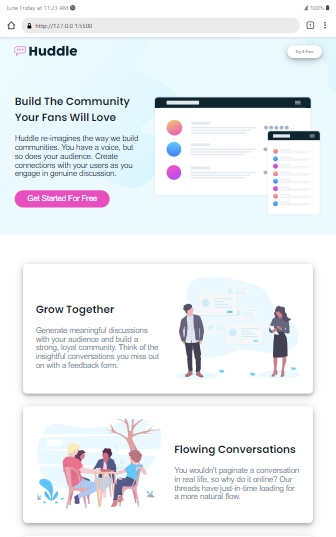 June Friday at 11:23 AM
100%
http://127.0.0.1:5500
1
Huddle
Try It Free
Build The Community
Your Fans Will Love
Huddle re-imagines the way we build
communities. You have a voice, but
so does your audience. Create
connections with your users as you
engage in genuine discussion.
Get Started For Free
Grow Together
Generate meaningful discussions
with your audience and build a
strong, loyal community. Think of the
insightful conversations you miss out
on with a feedback form.
Flowing Conversations
You wouldn't paginate a conversation
in real life, so why do it online? Our
threads have just-in-time loading for
a more natural flow.